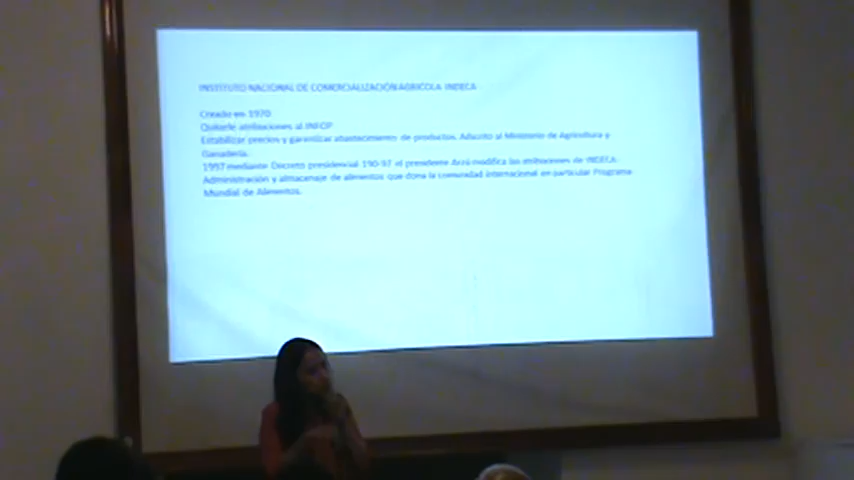 INSTITUTO NACIONAL DE COMERCIALIZACIÓN AGRICOLA INDECA
Creado en 1970
Quitarle atribuciones al INFOP
Estabilizar precios y garantizar abastecimiento de productos. Adscrito al Ministerio de Agricultura y
Ganadería.
1997 mediante Decreto presidencial 190-97 el presidente Arzú modifica las atibuciones de INDECA.
Administración y almacenaje de alimentos que dona la comunidad internacional en particular Programa
Mundial de Alimentos.